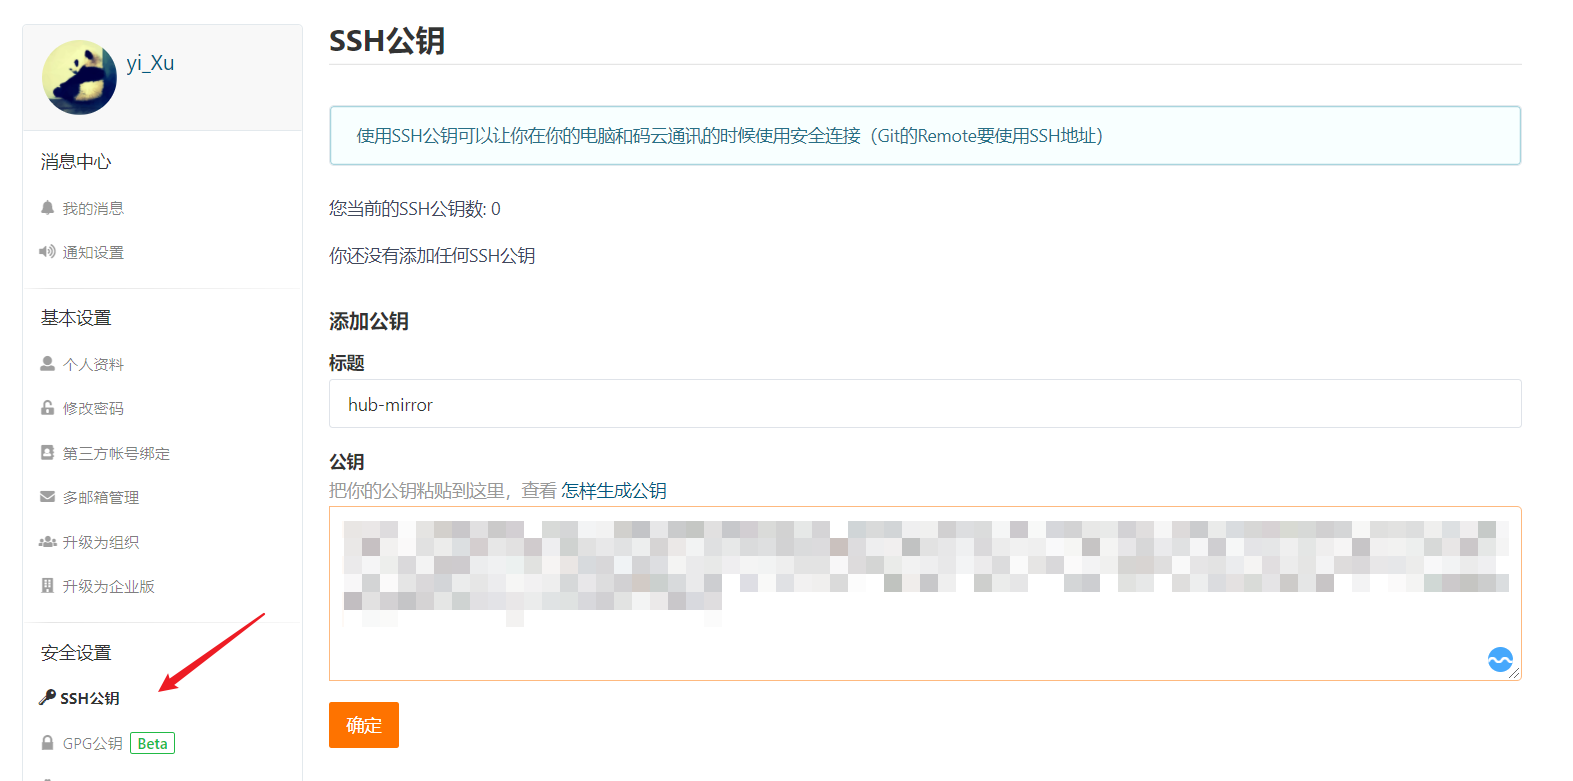 yi_Xu
消息中心
我的消息
通知设置
基本设置
个人资料
修改密码
第三方帐号绑定
多邮箱管理
升级为组织
升级为企业版
安全设置
SSH公钥
GPG公钥 Beta
SSH公钥
使用SSH公钥可以让你在你的电脑和码云通讯的时候使用安全连接（Git的Remote要使用SSH地址）
您当前的SSH公钥数: 0
你还没有添加任何SSH公钥
添加公钥
标题
hub-mirror
公钥
把你的公钥粘贴到这里，查看 怎样生成公钥
确定